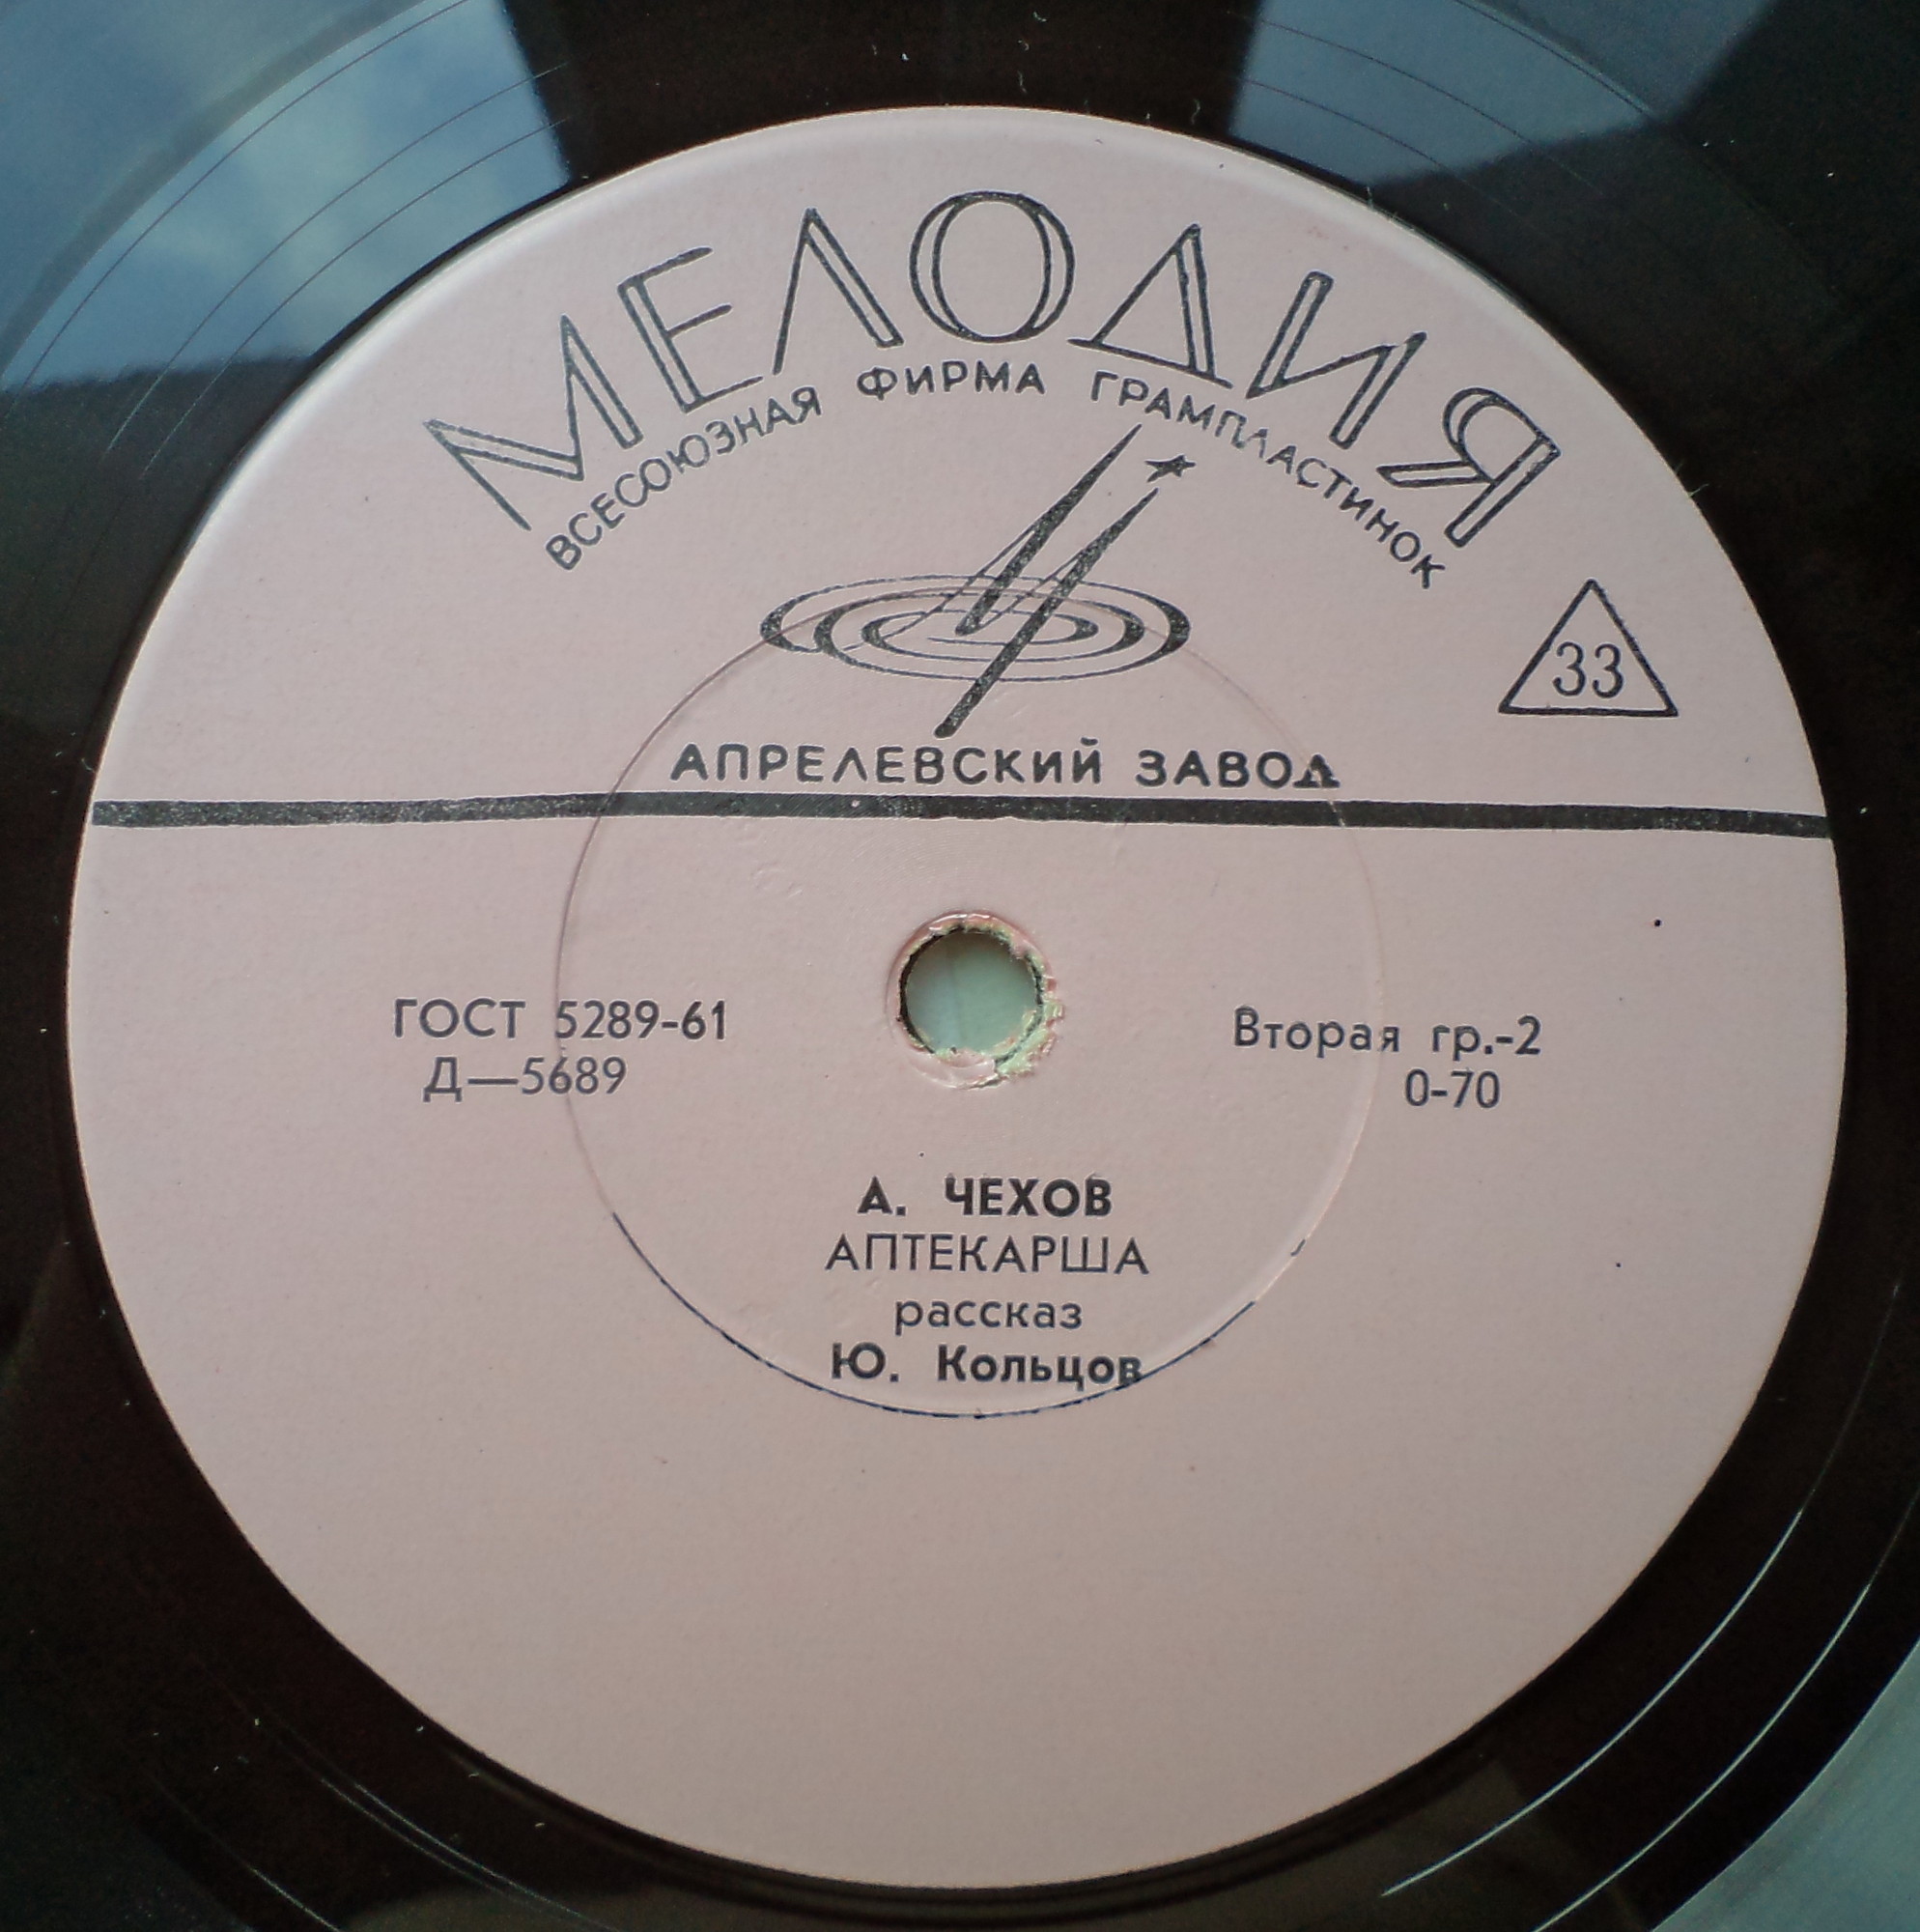 МЕЛОДИЯ
ВСЕСОЮЗНАЯ ФИРМА ГРАМПЛАСТИНОК
33
АПРЕЛЕВСКИЙ ЗАВОД
ГОСТ 5289-61
Д—5689
Вторая гр.-2
0-70
А. ЧЕХОВ
АПТЕКАРША
рассказ
Ю. Кольцов